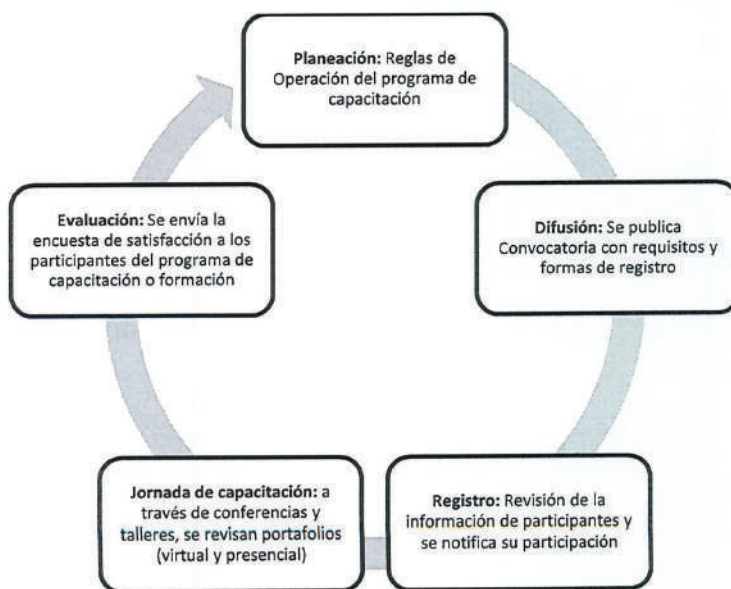 Planeación: Reglas de
Operación del programa de
capacitación
Difusión: Se publica
Convocatoria con requisitos y
formas de registro
Registro: Revisión de la
información de participantes y
se notifica su participación
Jornada de capacitación: a
través de conferencias y
talleres, se revisan portafolios
(virtual y presencial)
Evaluación: Se envía la
encuesta de satisfacción a los
participantes del programa de
capacitación o formación